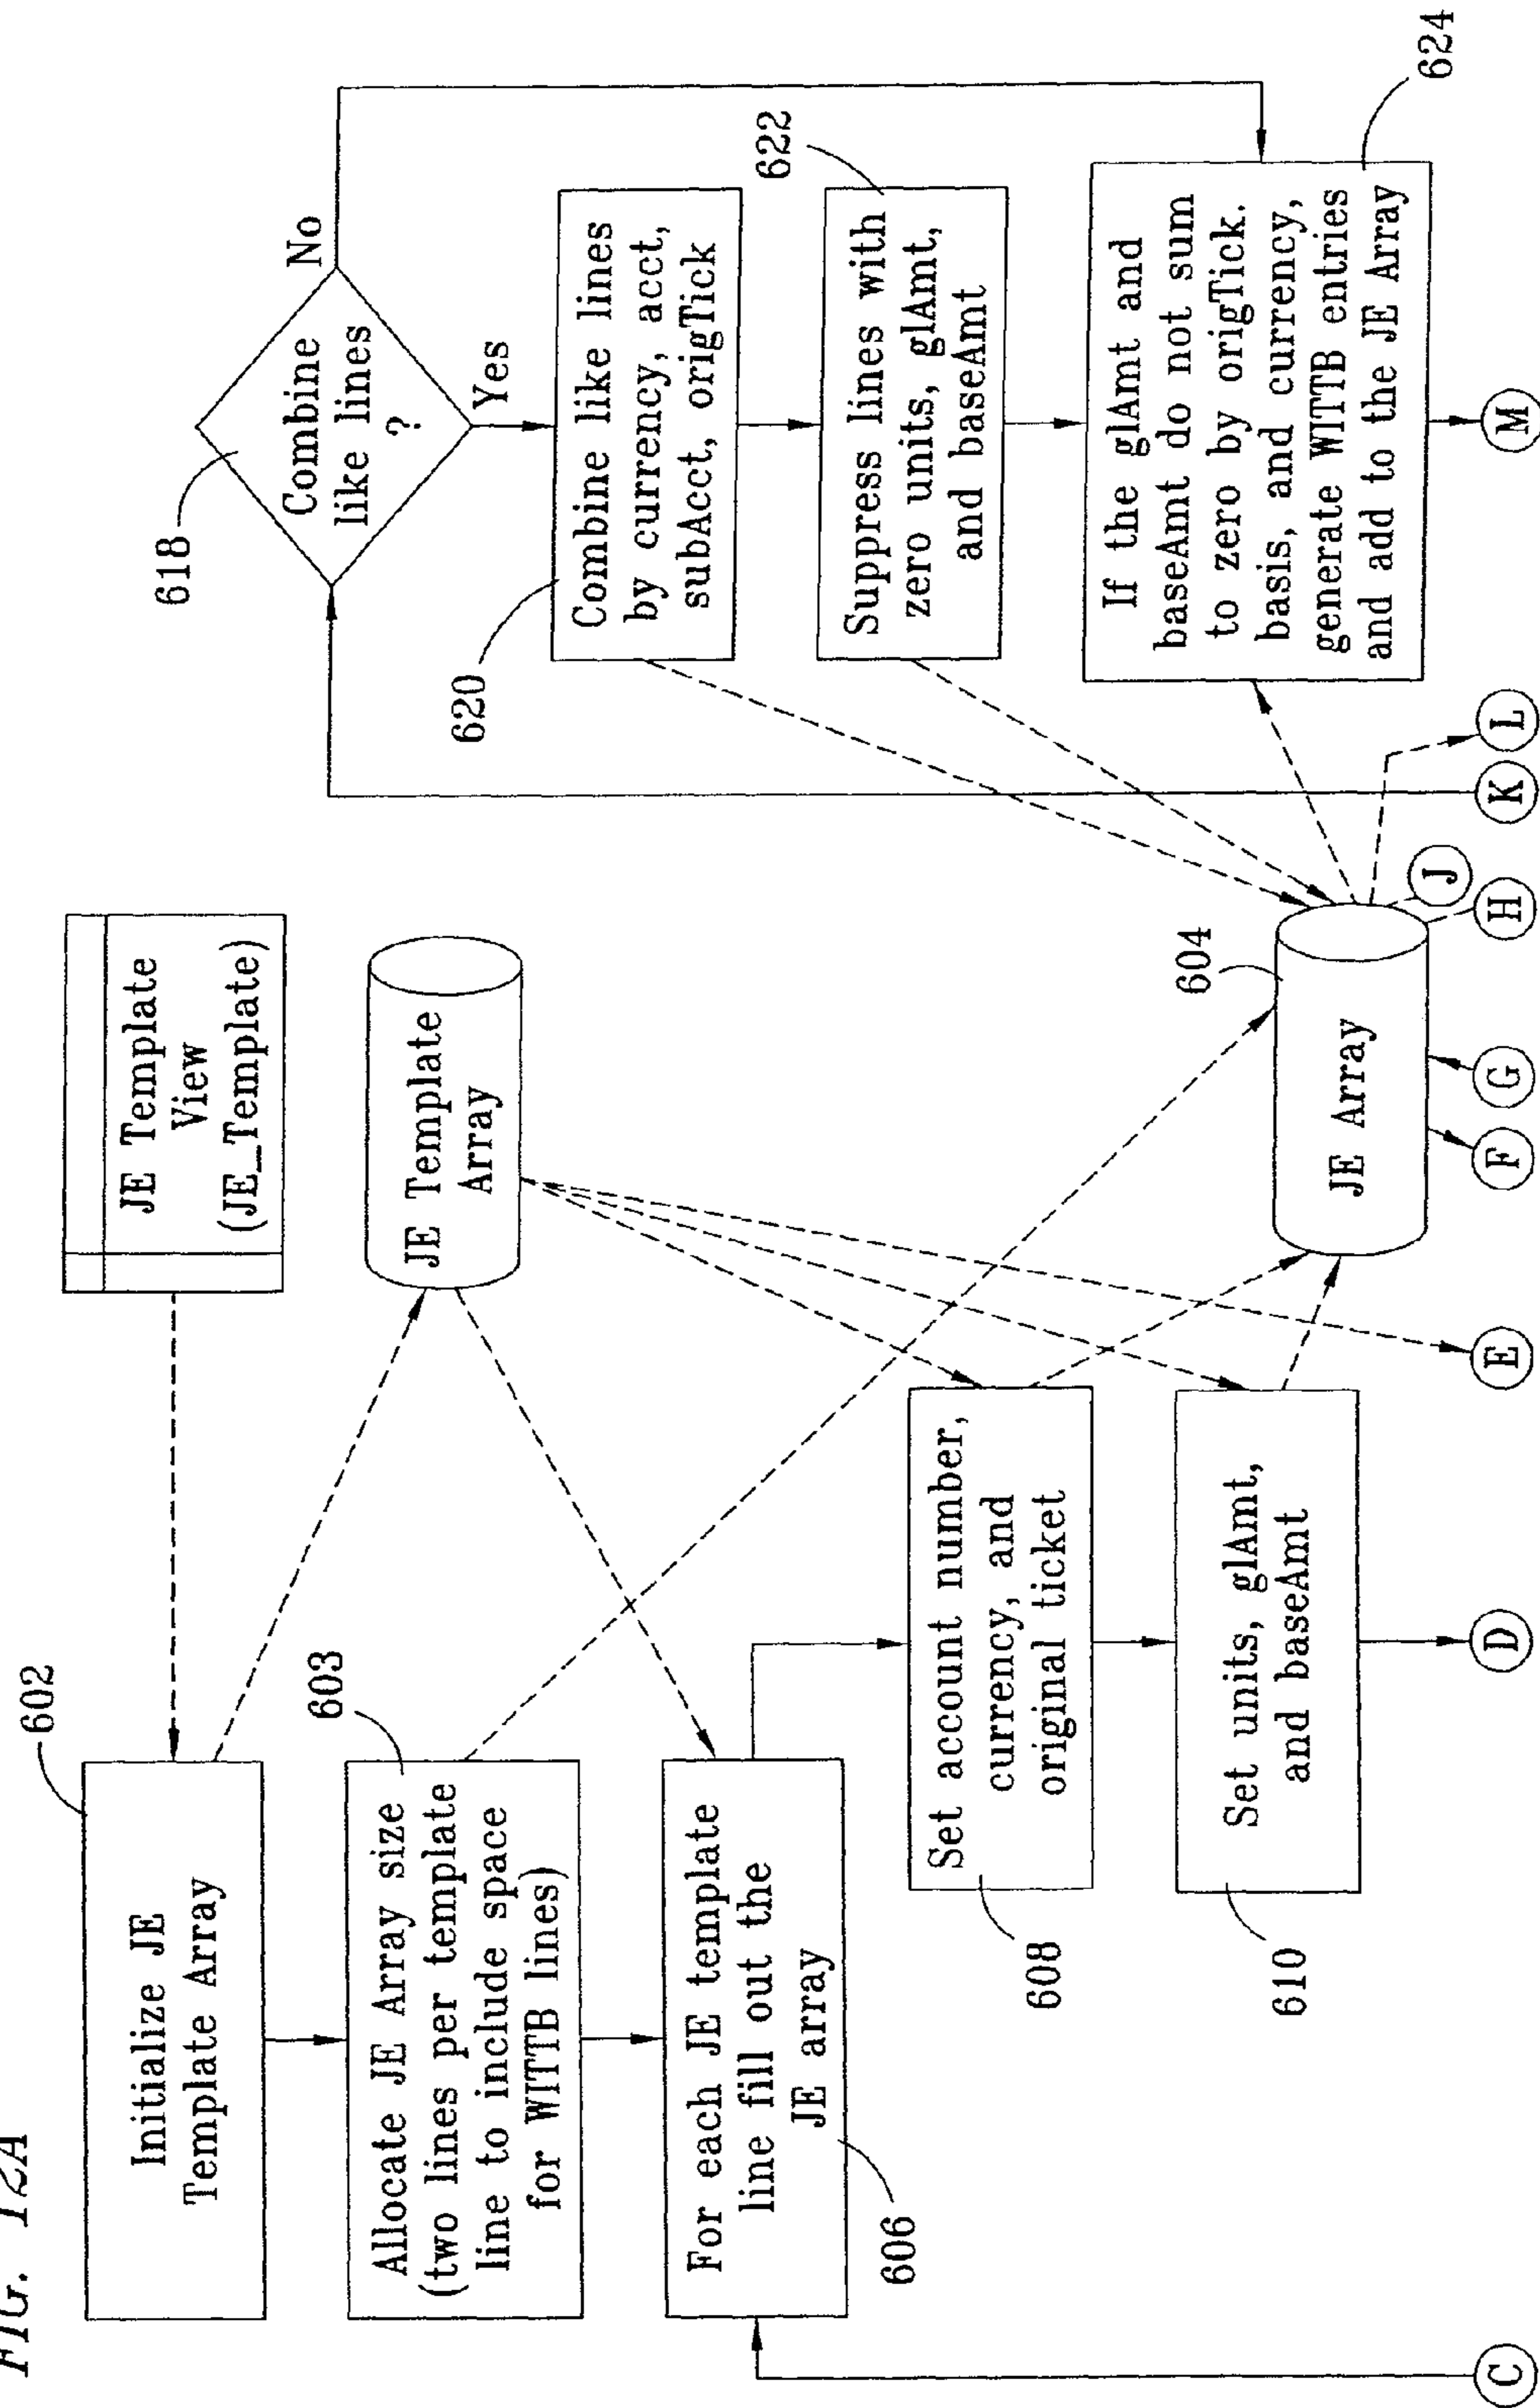 FIG. 12A
602
Initialize JE
Template Array
JE Template
View
(JE_Template)
603
Allocate JE Array size
(two lines per template
line to include space
for WITTB lines)
JE Template
Array
For each JE template
line fill out the
JE array
606
Set account number,
currency, and
original ticket
608
Set units, glAmt,
and baseAmt
610
604
JE Array
618
Combine
like lines
?
No
Yes
620
Combine like lines
by currency, acct,
subAcct, origTick
622
Suppress lines with
zero units, glAmt,
and baseAmt
If the glAmt and
baseAmt do not sum
to zero by origTick.
basis, and currency,
generate WITTB entries
and add to the JE Array
624
C
D
E
F
G
H
J
K
L
M